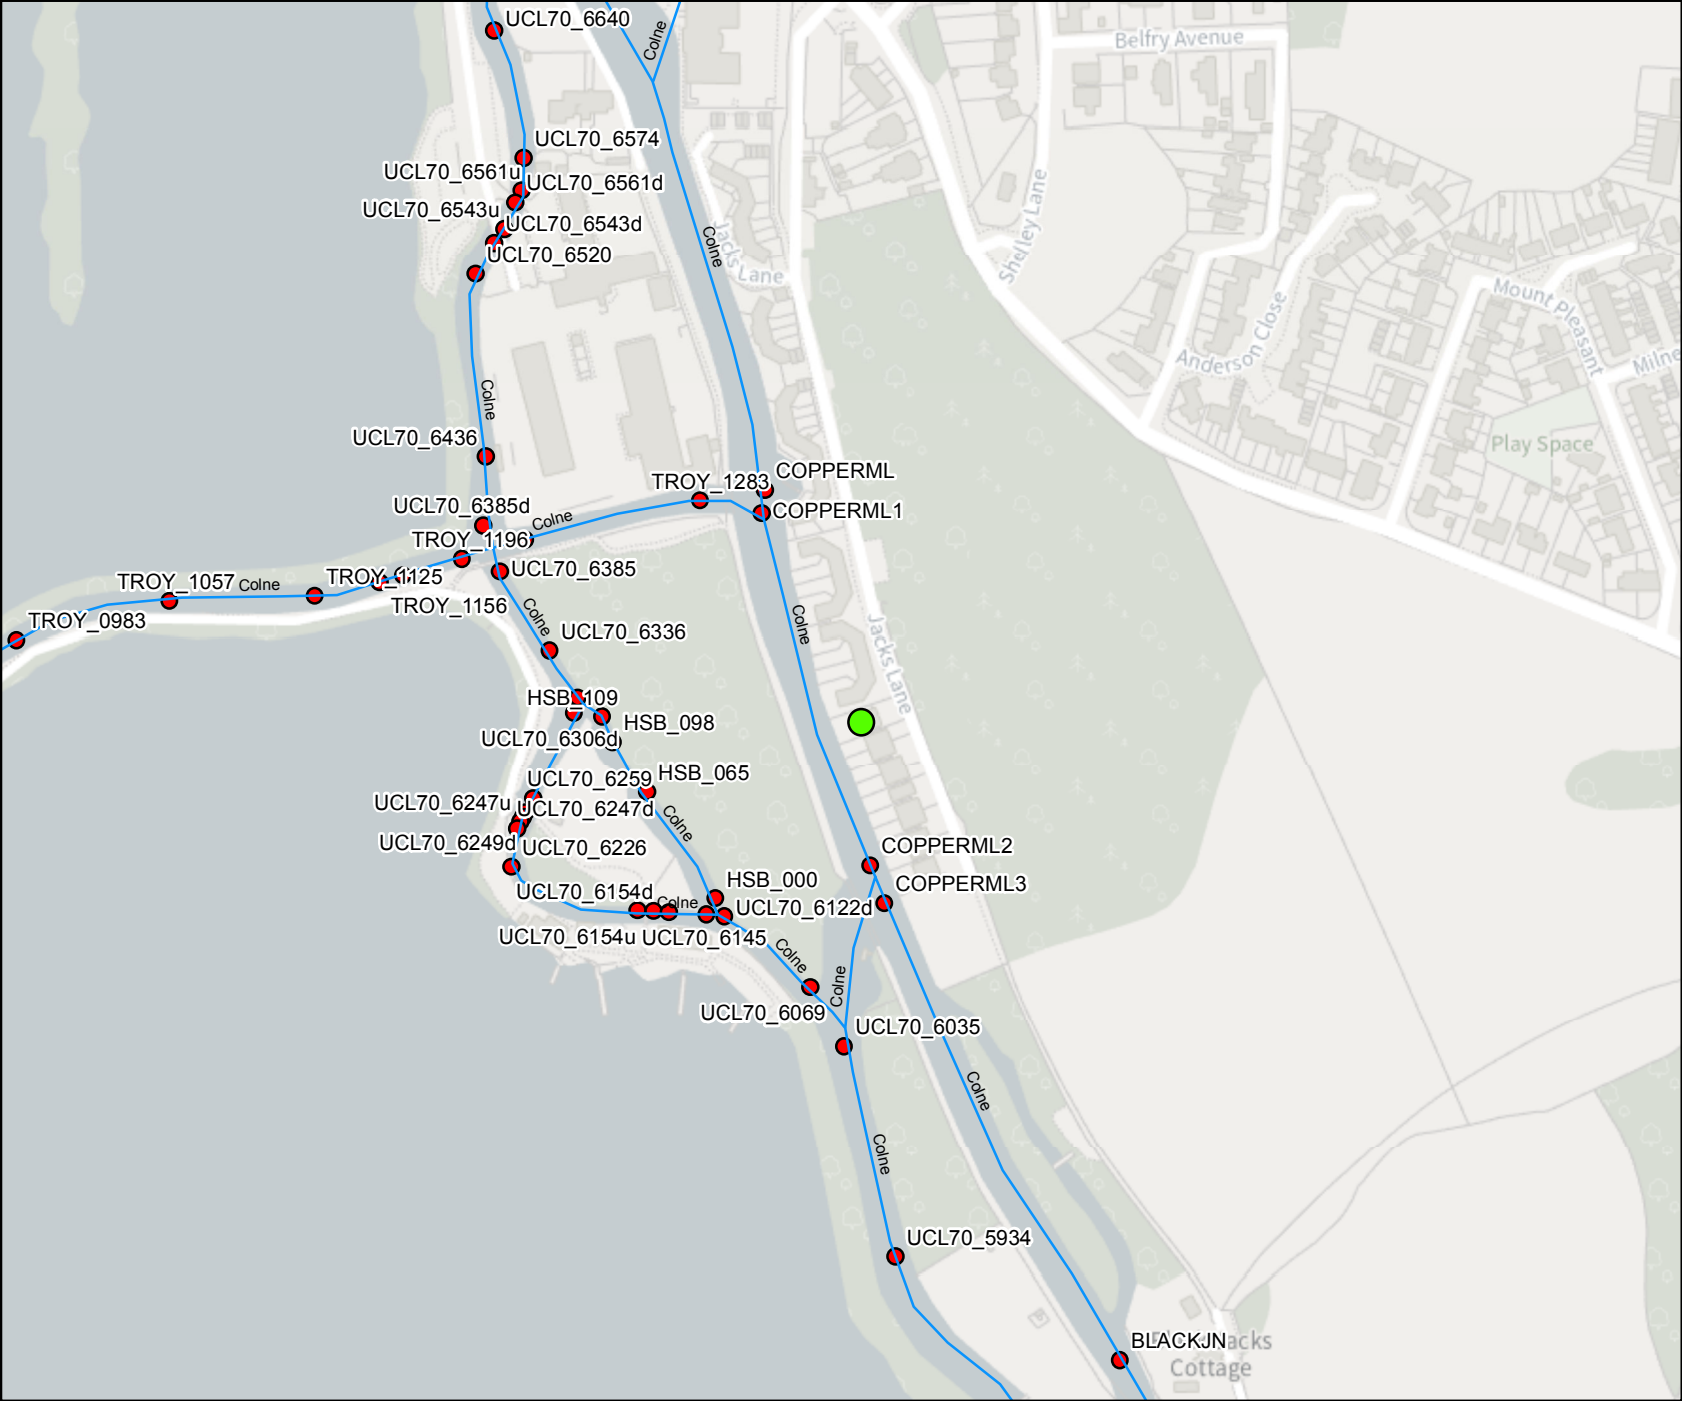 UCL70_6640
Colne
Belfry Avenue
UCL70_6574
UCL70_6561u
UCL70_6561d
UCL70_6543u
UCL70_6543d
UCL70_6520
Shelley Lane
Jacks Lane
Colne
Mount Pleasant
Anderson Close
Milne
Colne
UCL70_6436
Play Space
COPPERML
TROY_1283
UCL70_6385d
COPPERML1
Colne
TROY_1196
UCL70_6385
TROY_1057
Colne
TROY_1125
TROY_1156
TROY_0983
Colne
Colne
UCL70_6336
Jacks Lane
HSB_109
HSB_098
UCL70_6306d
HSB_065
UCL70_6259
UCL70_6247u
UCL70_6247d
Colne
UCL70_6249d
UCL70_6226
COPPERML2
HSB_000
COPPERML3
UCL70_6154d
Colne
UCL70_6122d
UCL70_6154u
UCL70_6145
Colne
Colne
UCL70_6069
UCL70_6035
Colne
Colne
UCL70_5934
BLACKJN
acks
Cottage